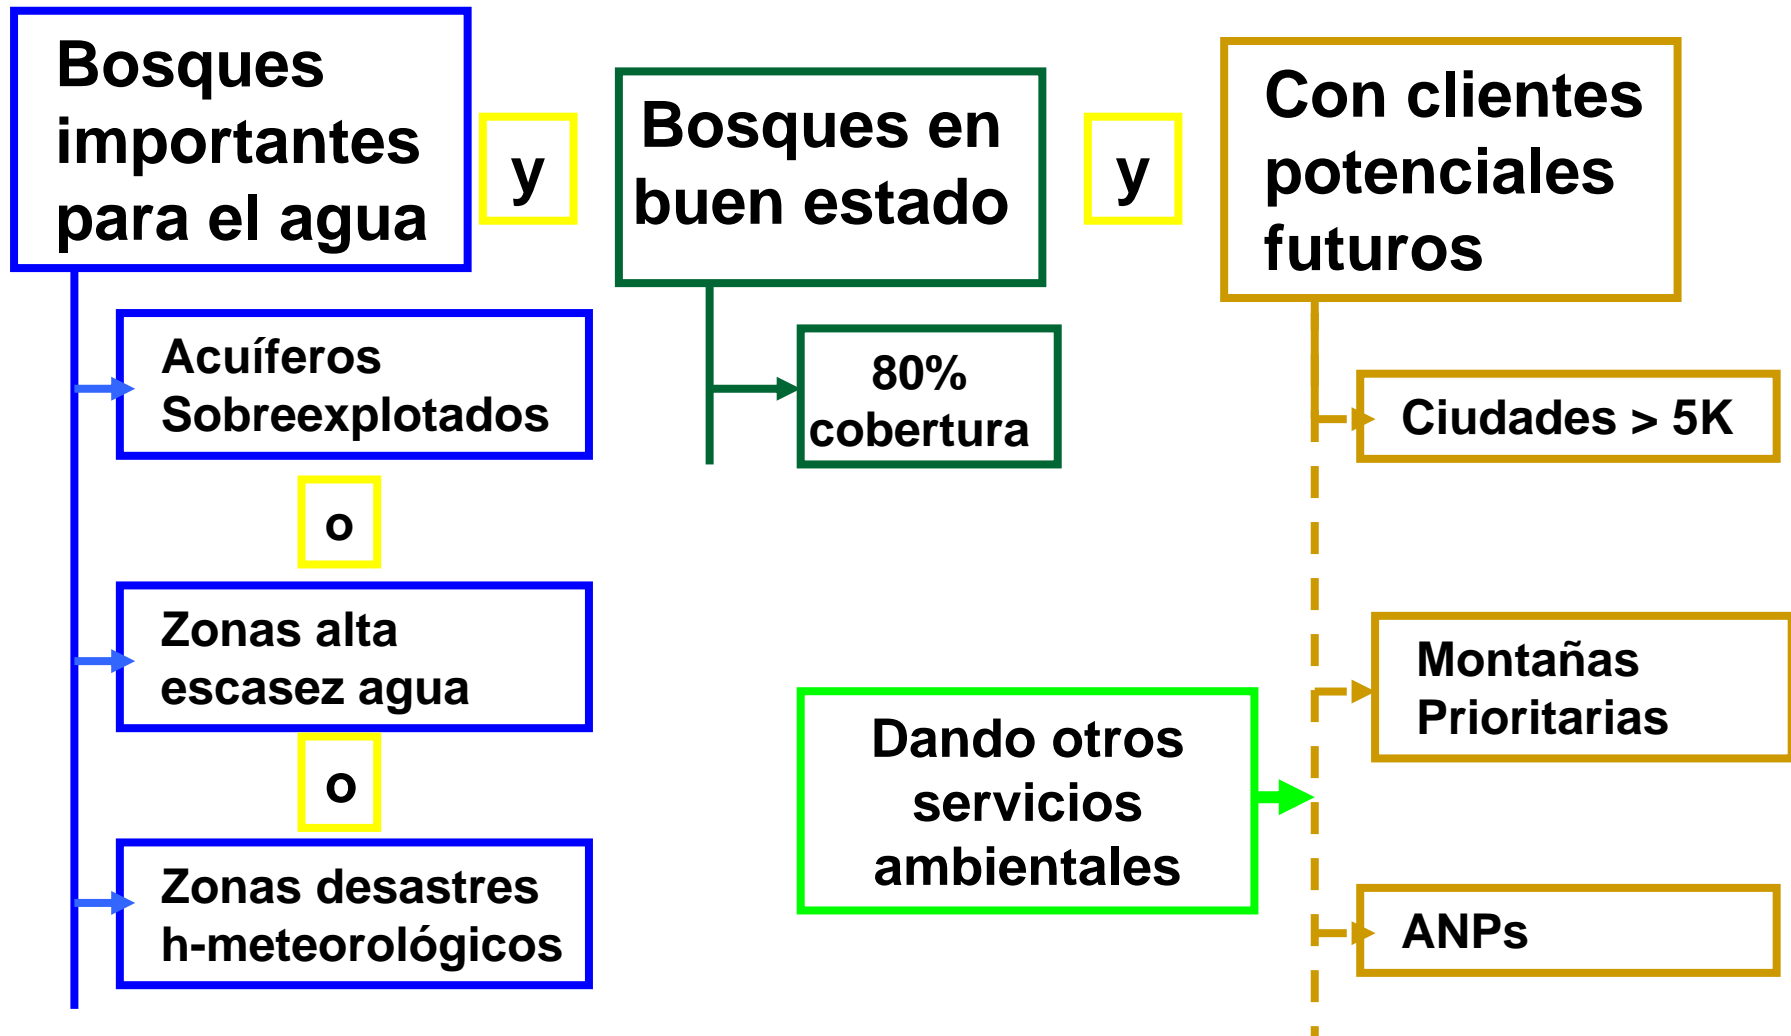 Bosques
importantes
para el agua
y
Bosques en
buen estado
y
Con clientes
potenciales
futuros
Acuíferos
Sobreexplotados
o
Zonas alta
escasez agua
o
Zonas desastres
h-meteorológicos
80%
cobertura
Dando otros
servicios
ambientales
Ciudades > 5K
Montañas
Prioritarias
ANPs